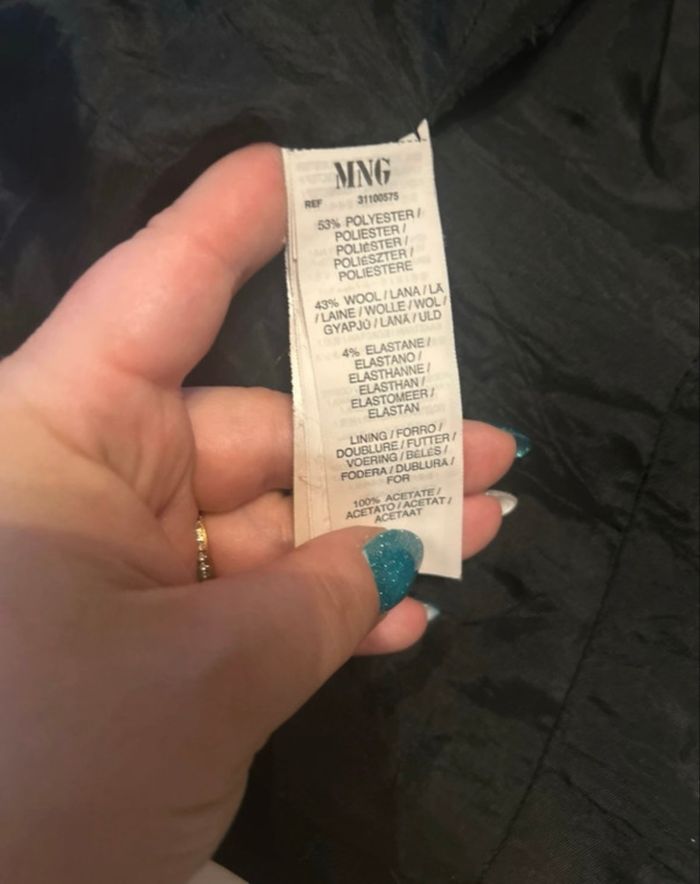 MNG
REF 31100575
53% POLYESTER /
POLIESTER /
POLIÉSTER /
POLIÉSZTER /
POLIESTERE
43% WOOL / LANA / LÃ
/ LAINE / WOLLE / WOL /
GYAPJÚ / LANA / ULD
4% ELASTANE /
ELASTANO /
ELASTHANNE /
ELASTHAN /
ELASTOMEER /
ELASTAN
LINING / FORRO /
DOUBLURE / FUTTER /
VOERING / BÉLÉS /
FODERA / DUBLURA /
FOR
100% ACETATE /
ACETATO / ACETAT /
ACETAAT